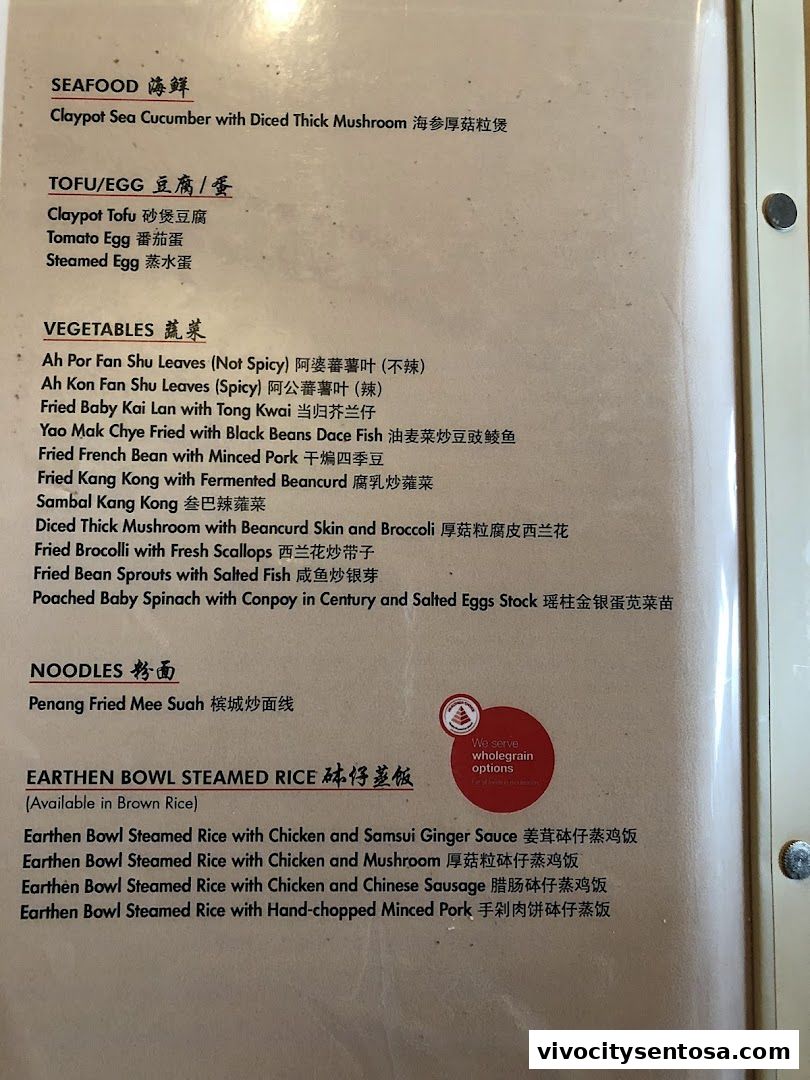 SEAFOOD 海鲜
Claypot Sea Cucumber with Diced Thick Mushroom 海参厚菇粒煲
TOFU/EGG 豆腐/蛋
Claypot Tofu 砂煲豆腐
Tomato Egg 番茄蛋
Steamed Egg 蒸水蛋
VEGETABLES 蔬菜
Ah Por Fan Shu Leaves (Not Spicy) 阿婆蕃薯叶 (不辣)
Ah Kon Fan Shu Leaves (Spicy) 阿公蕃薯叶 (辣)
Fried Baby Kai Lan with Tong Kwai 当归芥兰仔
Yao Mak Chye Fried with Black Beans Dace Fish 油麦菜炒豆豉鲮鱼
Fried French Bean with Minced Pork 干煸四季豆
Fried Kang Kong with Fermented Beancurd 腐乳炒蕹菜
Sambal Kang Kong 叁巴辣蕹菜
Diced Thick Mushroom with Beancurd Skin and Broccoli 厚菇粒腐皮西兰花
Fried Brocolli with Fresh Scallops 西兰花炒带子
Fried Bean Sprouts with Salted Fish 咸鱼炒银芽
Poached Baby Spinach with Conpoy in Century and Salted Eggs Stock 瑶柱金银蛋苋菜苗
NOODLES 粉面
Penang Fried Mee Suah 槟城炒面线
We serve
wholegrain
options
EARTHEN BOWL STEAMED RICE 砵仔蒸饭
(Available in Brown Rice)
Earthen Bowl Steamed Rice with Chicken and Samsui Ginger Sauce 姜茸砵仔蒸鸡饭
Earthen Bowl Steamed Rice with Chicken and Mushroom 厚菇粒砵仔蒸鸡饭
Earthen Bowl Steamed Rice with Chicken and Chinese Sausage 腊肠砵仔蒸鸡饭
Earthen Bowl Steamed Rice with Hand-chopped Minced Pork 手剁肉饼砵仔蒸饭
vivocitysentosa.com